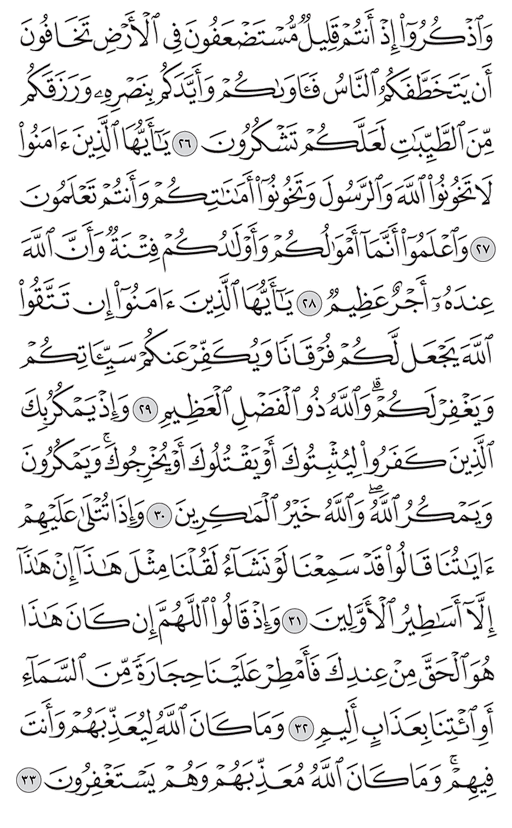 وَٱذۡكُرُوٓاْ إِذۡ أَنتُمۡ قَلِيلٞ مُّسۡتَضۡعَفُونَ فِي ٱلۡأَرۡضِ تَخَافُونَ
أَن يَتَخَطَّفَكُمُ ٱلنَّاسُ فَـَٔاوَىٰكُمۡ وَأَيَّدَكُم بِنَصۡرِهِۦ وَرَزَقَكُم
مِّنَ ٱلطَّيِّبَٰتِ لَعَلَّكُمۡ تَشۡكُرُونَ ٢٦ يَٰٓأَيُّهَا ٱلَّذِينَ ءَامَنُواْ
لَا تَخُونُواْ ٱللَّهَ وَٱلرَّسُولَ وَتَخُونُوٓاْ أَمَٰنَٰتِكُمۡ وَأَنتُمۡ تَعۡلَمُونَ
٢٧ وَٱعۡلَمُوٓاْ أَنَّمَآ أَمۡوَٰلُكُمۡ وَأَوۡلَٰدُكُمۡ فِتۡنَةٞ وَأَنَّ ٱللَّهَ
عِندَهُۥٓ أَجۡرٌ عَظِيمٞ ٢٨ يَٰٓأَيُّهَا ٱلَّذِينَ ءَامَنُوٓاْ إِن تَتَّقُواْ
ٱللَّهَ يَجۡعَل لَّكُمۡ فُرۡقَانٗا وَيُكَفِّرۡ عَنكُمۡ سَيِّـَٔاتِكُمۡ
وَيَغۡفِرۡ لَكُمۡۗ وَٱللَّهُ ذُو ٱلۡفَضۡلِ ٱلۡعَظِيمِ ٢٩ وَإِذۡ يَمۡكُرُ بِكَ
ٱلَّذِينَ كَفَرُواْ لِيُثۡبِتُوكَ أَوۡ يَقۡتُلُوكَ أَوۡ يُخۡرِجُوكَۚ وَيَمۡكُرُونَ
وَيَمۡكُرُ ٱللَّهُۖ وَٱللَّهُ خَيۡرُ ٱلۡمَٰكِرِينَ ٣٠ وَإِذَا تُتۡلَىٰ عَلَيۡهِمۡ
ءَايَٰتُنَا قَالُواْ قَدۡ سَمِعۡنَا لَوۡ نَشَآءُ لَقُلۡنَا مِثۡلَ هَٰذَآ إِنۡ هَٰذَآ
إِلَّآ أَسَٰطِيرُ ٱلۡأَوَّلِينَ ٣١ وَإِذۡ قَالُواْ ٱللَّهُمَّ إِن كَانَ هَٰذَا
هُوَ ٱلۡحَقَّ مِنۡ عِندِكَ فَأَمۡطِرۡ عَلَيۡنَا حِجَارَةٗ مِّنَ ٱلسَّمَآءِ
أَوِ ٱئۡتِنَا بِعَذَابٍ أَلِيمٖ ٣٢ وَمَا كَانَ ٱللَّهُ لِيُعَذِّبَهُمۡ وَأَنتَ
فِيهِمۡۚ وَمَا كَانَ ٱللَّهُ مُعَذِّبَهُمۡ وَهُمۡ يَسۡتَغۡفِرُونَ ٣٣